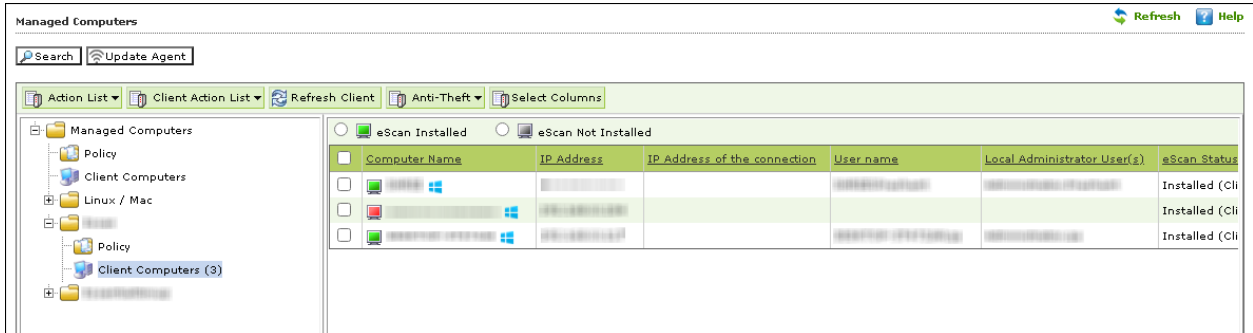 Managed Computers
Refresh Help
Search Update Agent
Action List Client Action List Refresh Client Anti-Theft Select Columns
Managed Computers
Policy
Client Computers
Linux / Mac
Policy
Client Computers (3)
eScan Installed eScan Not Installed
Computer Name IP Address IP Address of the connection User name Local Administrator User(s) eScan Status
Installed (Cli
Installed (Cli
Installed (Cli